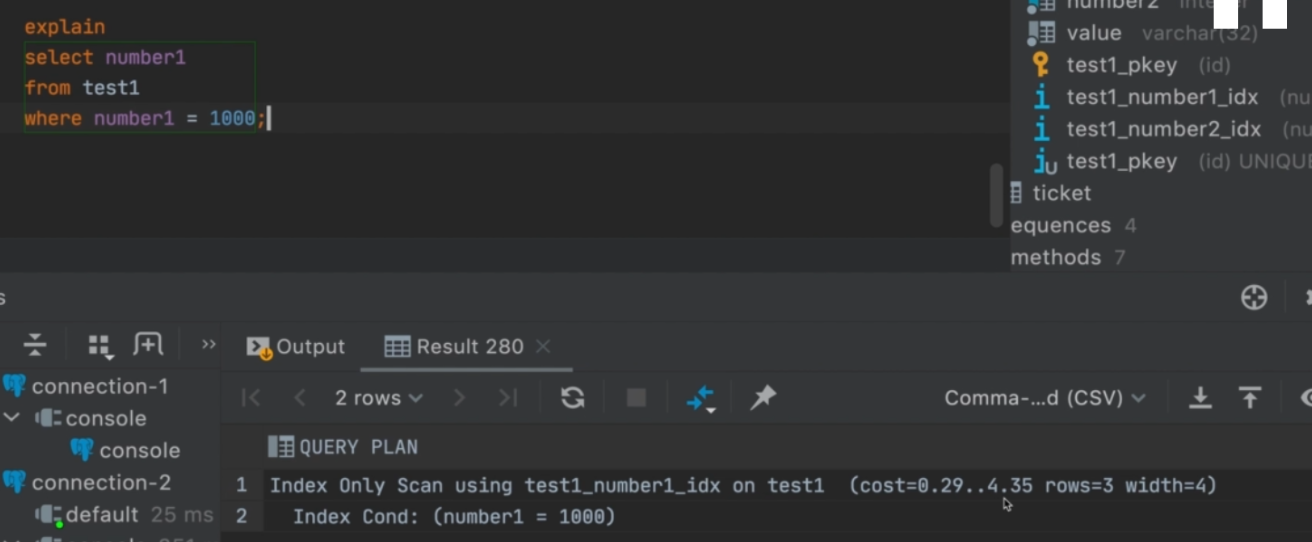 explain
select number1
from test1
where number1 = 1000;
number2 integer
value varchar(32)
test1_pkey (id)
test1_number1_idx (nu
test1_number2_idx (nu
test1_pkey (id) UNIQUE
ticket
equences 4
methods 7
s
Output
Result 280
2 rows
Comma-...d (CSV)
connection-1
console
console
connection-2
default 25 ms
QUERY PLAN
1 Index Only Scan using test1_number1_idx on test1 (cost=0.29..4.35 rows=3 width=4)
2 Index Cond: (number1 = 1000)